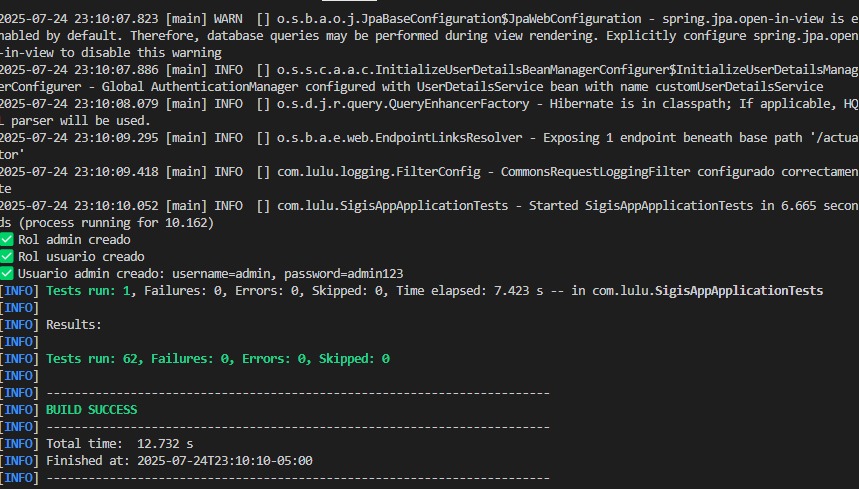 2025-07-24 23:10:07.823 [main] WARN  [] o.s.b.a.o.j.JpaBaseConfiguration$JpaWebConfiguration - spring.jpa.open-in-view is e
nabled by default. Therefore, database queries may be performed during view rendering. Explicitly configure spring.jpa.open
-in-view to disable this warning
2025-07-24 23:10:07.886 [main] INFO  [] o.s.s.c.a.a.c.InitializeUserDetailsBeanManagerConfigurer$InitializeUserDetailsManag
erConfigurer - Global AuthenticationManager configured with UserDetailsService bean with name customUserDetailsService
2025-07-24 23:10:08.079 [main] INFO  [] o.s.d.j.r.query.QueryEnhancerFactory - Hibernate is in classpath; If applicable, HQ
L parser will be used.
2025-07-24 23:10:09.295 [main] INFO  [] o.s.b.a.e.web.EndpointLinksResolver - Exposing 1 endpoint beneath base path '/actua
tor'
2025-07-24 23:10:09.418 [main] INFO  [] com.lulu.logging.FilterConfig - CommonsRequestLoggingFilter configurado correctamen
te
2025-07-24 23:10:10.052 [main] INFO  [] com.lulu.SigisAppApplicationTests - Started SigisAppApplicationTests in 6.665 secon
ds (process running for 10.162)
✅ Rol admin creado
✅ Rol usuario creado
✅ Usuario admin creado: username=admin, password=admin123
[INFO] Tests run: 1, Failures: 0, Errors: 0, Skipped: 0, Time elapsed: 7.423 s -- in com.lulu.SigisAppApplicationTests
[INFO]
[INFO] Results:
[INFO]
[INFO] Tests run: 62, Failures: 0, Errors: 0, Skipped: 0
[INFO]
[INFO] ------------------------------------------------------------------------
[INFO] BUILD SUCCESS
[INFO] ------------------------------------------------------------------------
[INFO] Total time:  12.732 s
[INFO] Finished at: 2025-07-24T23:10:10-05:00
[INFO] ------------------------------------------------------------------------